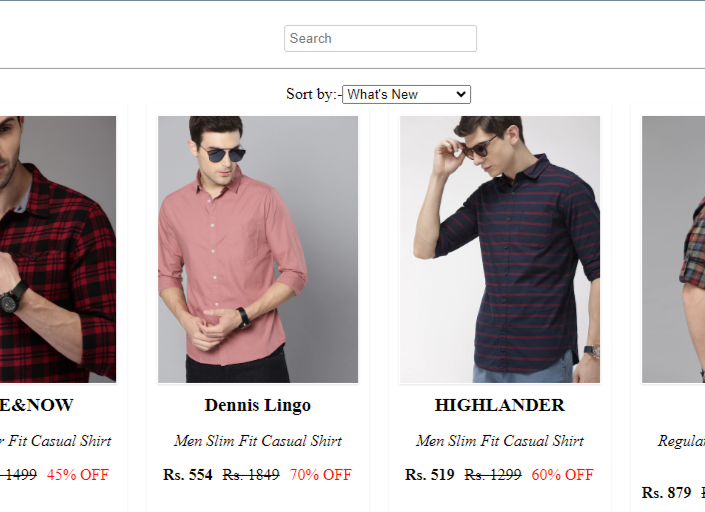 Search
Sort by:- What's New
E&NOW Dennis Lingo HIGHLANDER
r Fit Casual Shirt Men Slim Fit Casual Shirt Men Slim Fit Casual Shirt Regular
1499 45% OFF Rs. 554 Rs. 1849 70% OFF Rs. 519 Rs. 1299 60% OFF
Rs. 879